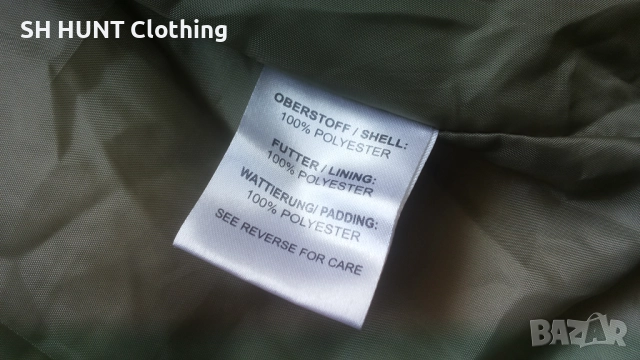 SH HUNT Clothing
OBERSTOFF / SHELL:
100% POLYESTER
FUTTER / LINING:
100% POLYESTER
WATTIERUNG/ PADDING:
100% POLYESTER
SEE REVERSE FOR CARE
BAZAR